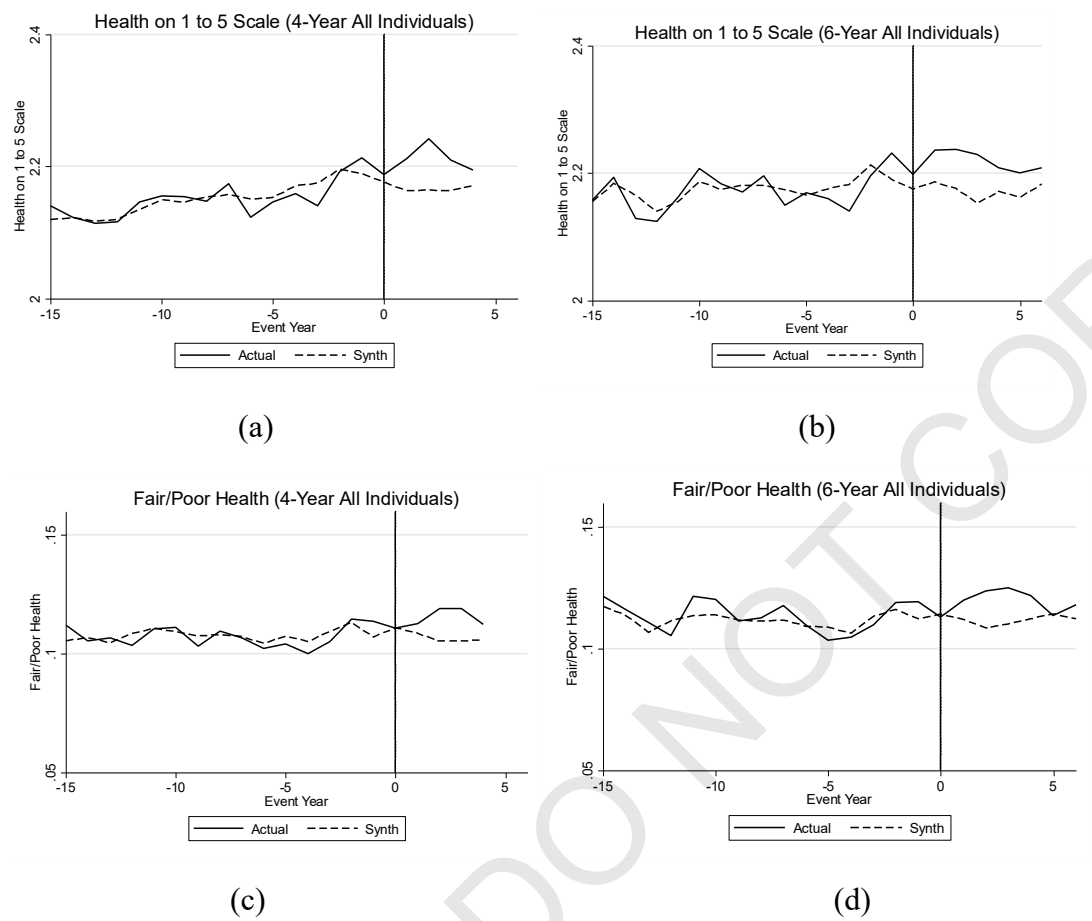 Health on 1 to 5 Scale (4-Year All Individuals)
Health on 1 to 5 Scale
2.4
2.2
2
-15
-10
-5
0
5
Event Year
Actual
Synth
(a)
Health on 1 to 5 Scale (6-Year All Individuals)
Health on 1 to 5 Scale
2.4
2.2
2
-15
-10
-5
0
5
Event Year
Actual
Synth
(b)
Fair/Poor Health (4-Year All Individuals)
Fair/Poor Health
.15
.1
.05
-15
-10
-5
0
5
Event Year
Actual
Synth
(c)
Fair/Poor Health (6-Year All Individuals)
Fair/Poor Health
.15
.1
.05
-15
-10
-5
0
5
Event Year
Actual
Synth
(d)
DO NOT COP